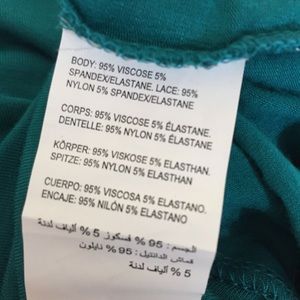 BODY: 95% VISCOSE 5%
SPANDEX/ELASTANE. LACE: 95%
NYLON 5% SPANDEX/ELASTANE
CORPS: 95% VISCOSE 5% ÉLASTANE.
DENTELLE: 95% NYLON 5% ÉLASTANE
KÖRPER: 95% VISKOSE 5% ELASTHAN.
SPITZE: 95% NYLON 5% ELASTHAN
CUERPO: 95% VISCOSA 5% ELASTANO.
ENCAJE: 95% NILÓN 5% ELASTANO
الجسم : 95 % فسكوز 5 % ألياف لدنة
قماش الدانتيل : 95 % نايلون
5 % ألياف لدنة